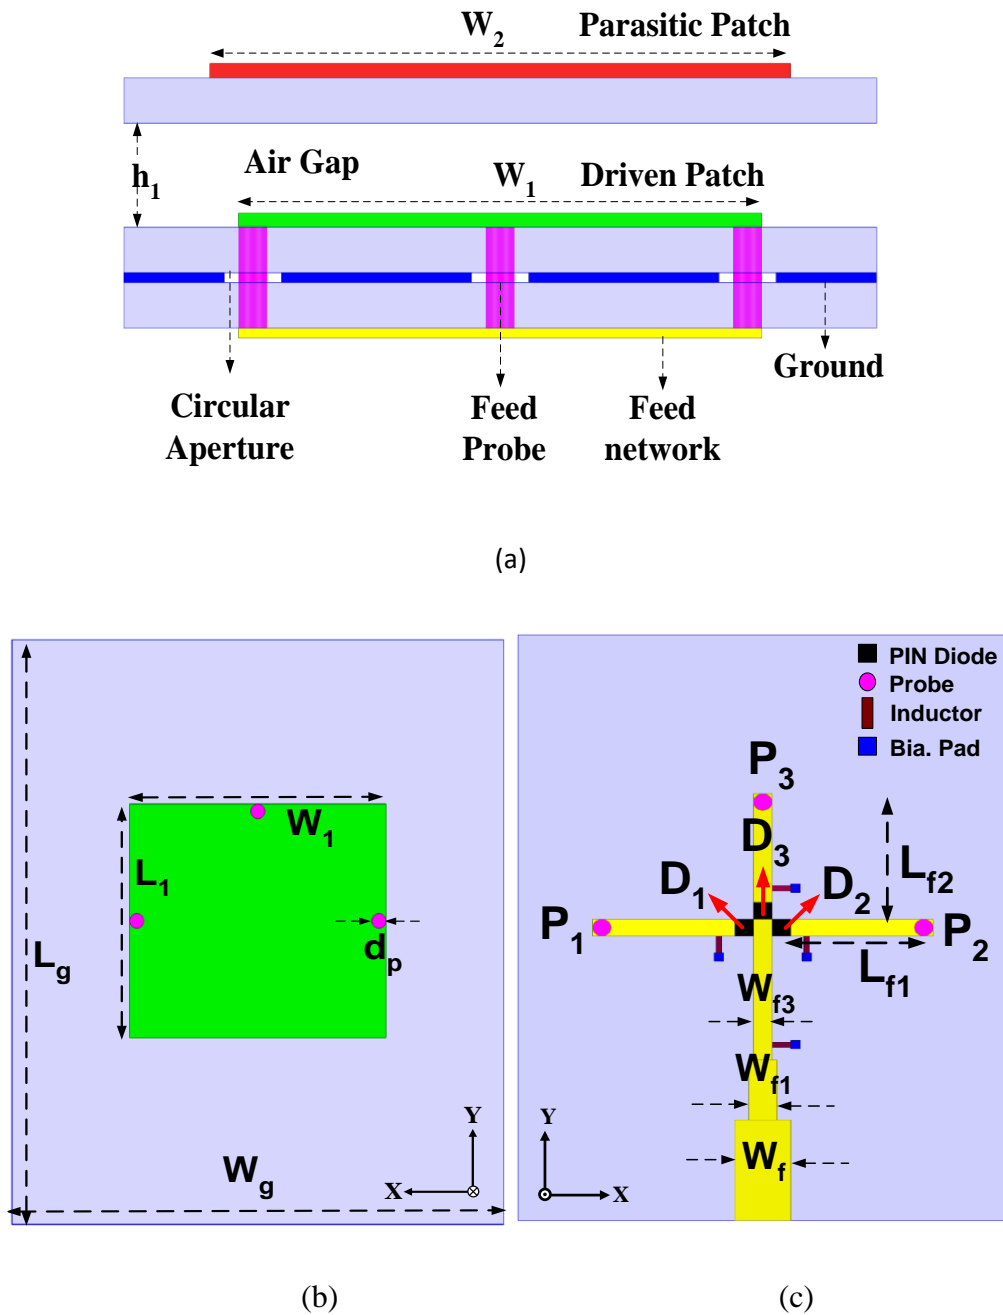 W2 Parasitic Patch
h1
Air Gap
W1 Driven Patch
Ground
Circular
Aperture
Feed
Probe
Feed
network
(a)
W1
L1
dp
Lg
Wg
Y
X
(b)
PIN Diode
Probe
Inductor
Bia. Pad
P3
D3
Lf2
D1
D2
P1
P2
Lf1
Wf3
Wf1
Wf
Y
X
(c)